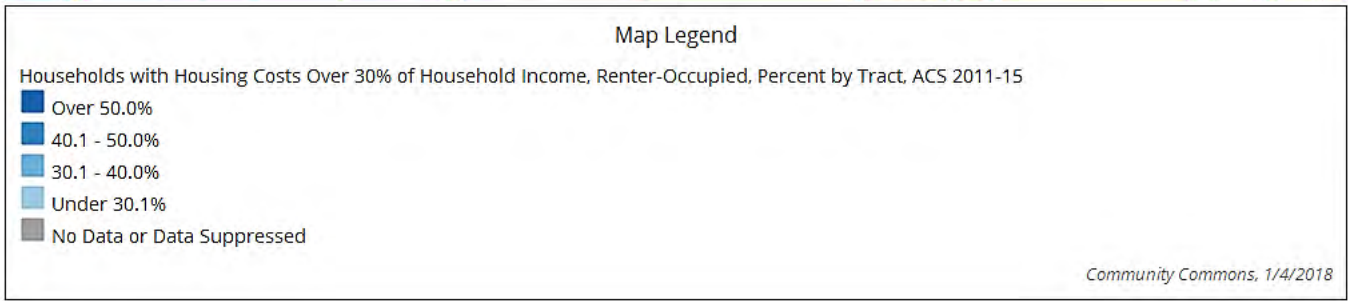 Map Legend
Households with Housing Costs Over 30% of Household Income, Renter-Occupied, Percent by Tract, ACS 2011-15
Over 50.0%
40.1 - 50.0%
30.1 - 40.0%
Under 30.1%
No Data or Data Suppressed
Community Commons, 1/4/2018